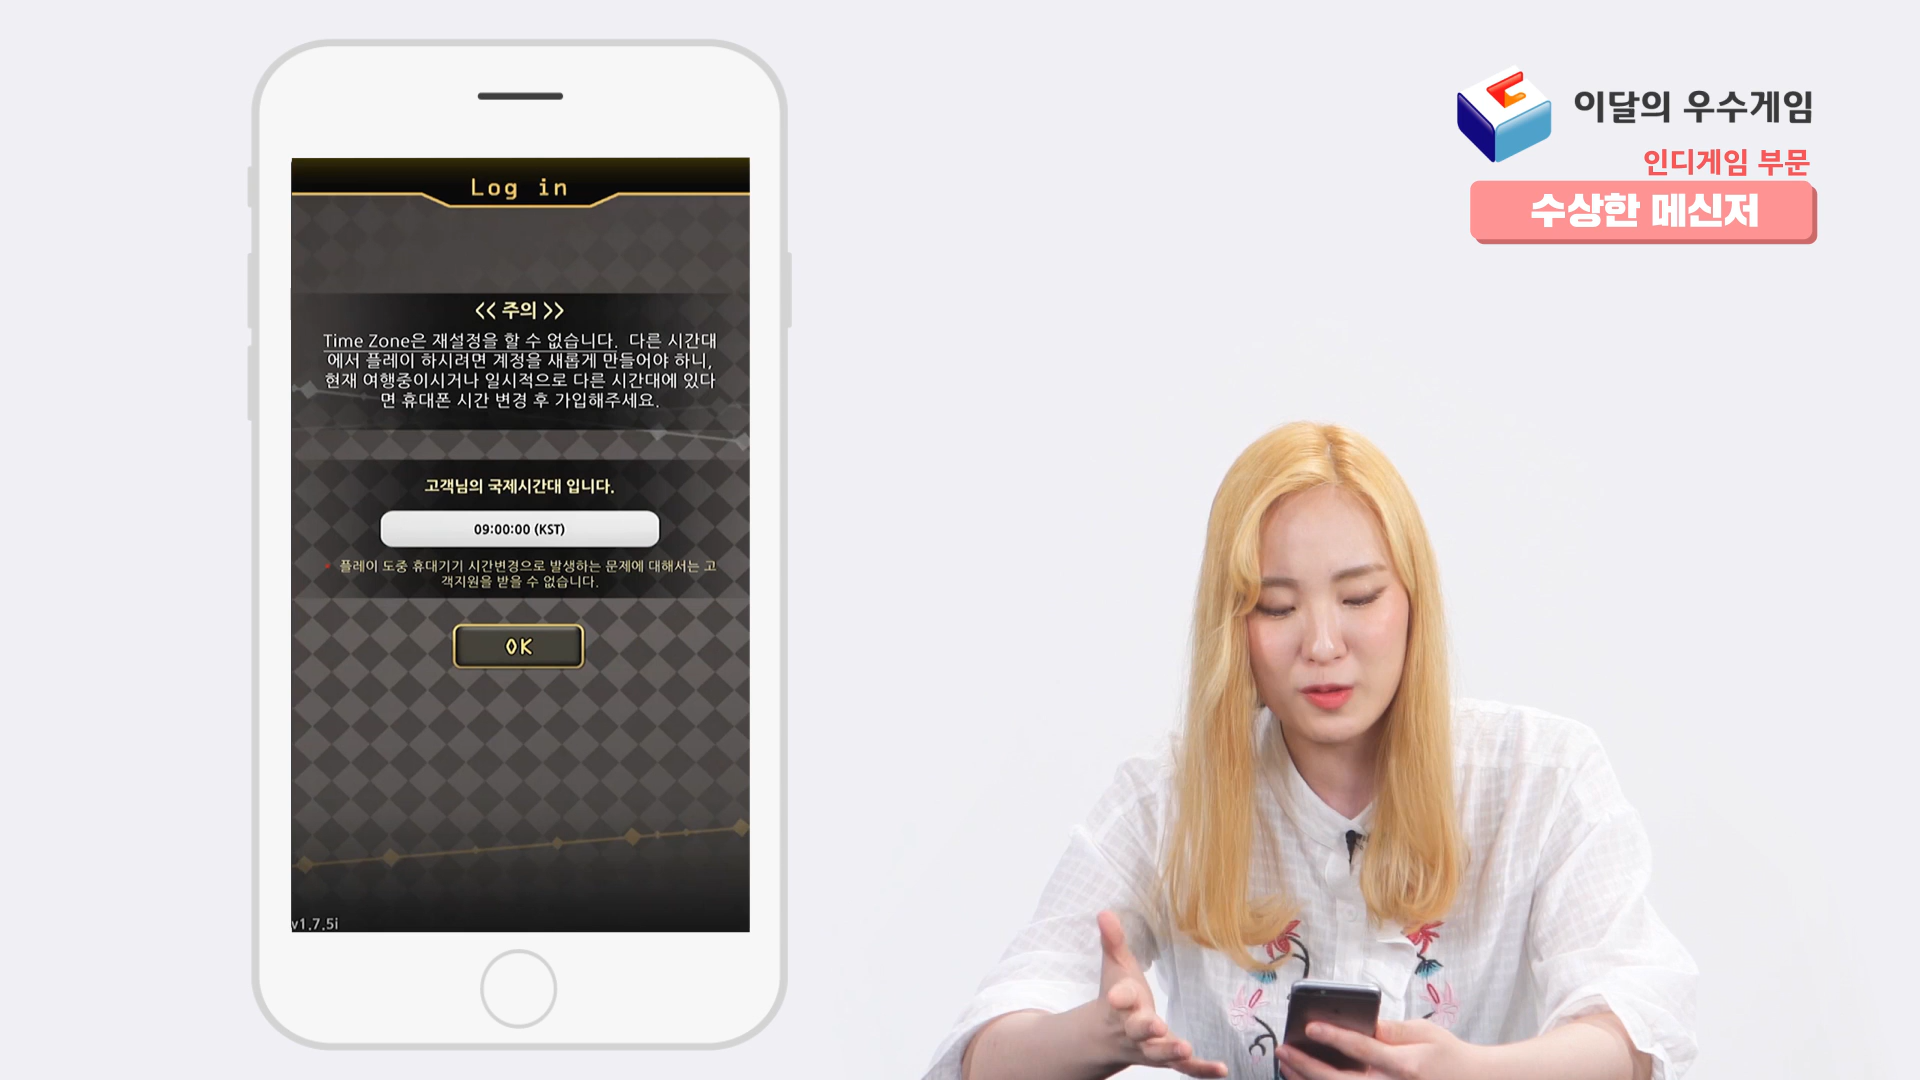 Log in
<< 주의 >>
Time Zone은 재설정을 할 수 없습니다. 다른 시간대
에서 플레이 하시려면 계정을 새롭게 만들어야 하니,
현재 여행중이시거나 일시적으로 다른 시간대에 있다
면 휴대폰 시간 변경 후 가입해주세요.
고객님의 국제시간대 입니다.
09:00:00 (KST)
* 플레이 도중 휴대기기 시간변경으로 발생하는 문제에 대해서는 고
객지원을 받을 수 없습니다.
OK
v1.7.5i
이달의 우수게임
인디게임 부문
수상한 메신저